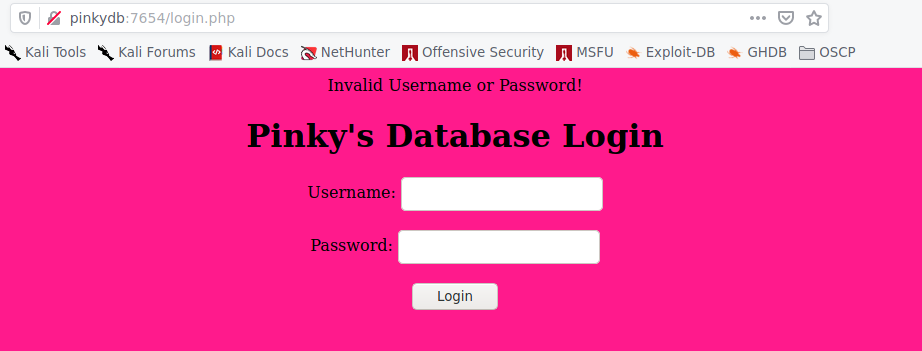 pinkydb:7654/login.php
Kali Tools Kali Forums Kali Docs NetHunter Offensive Security MSFU Exploit-DB GHDB OSCP
Invalid Username or Password!
Pinky's Database Login
Username:
Password:
Login